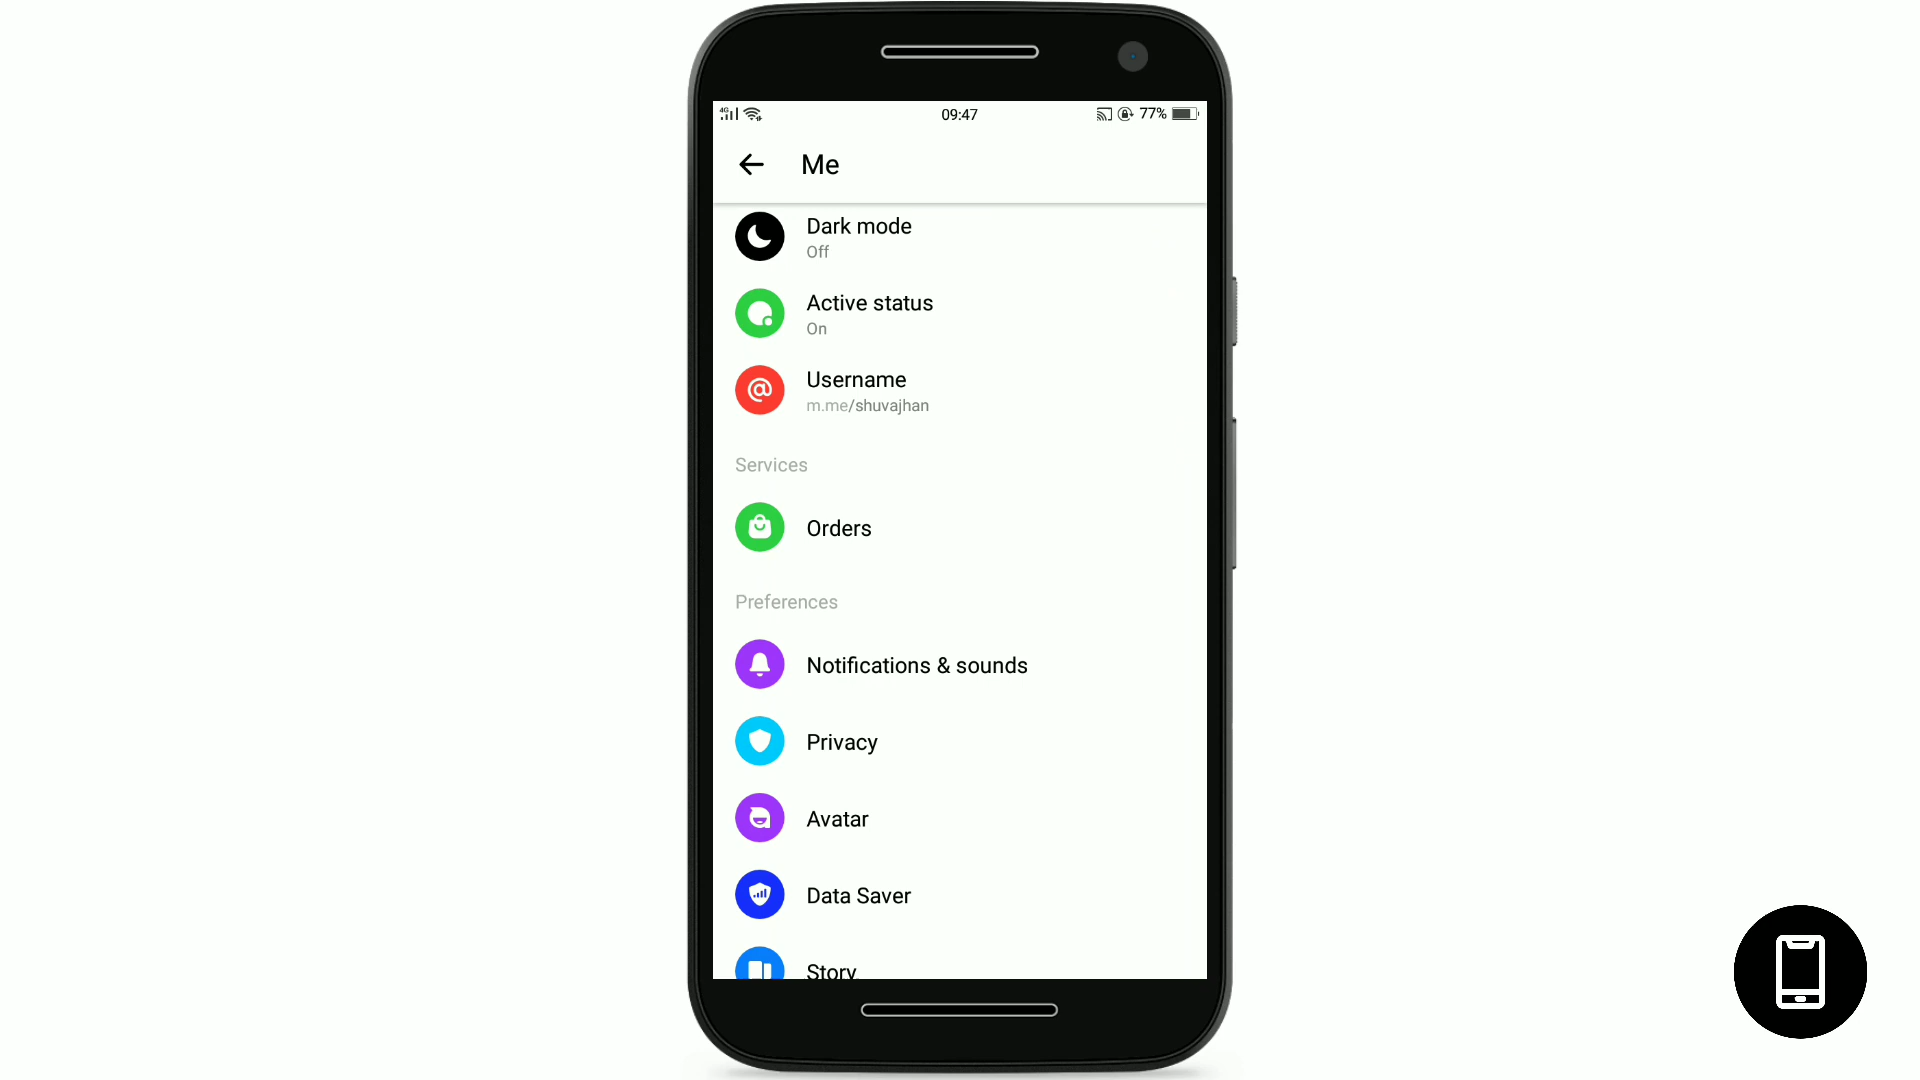 4G
09:47
77%
Me
Dark mode
Off
Active status
On
Username
m.me/shuvajhan
Services
Orders
Preferences
Notifications & sounds
Privacy
Avatar
Data Saver
Story